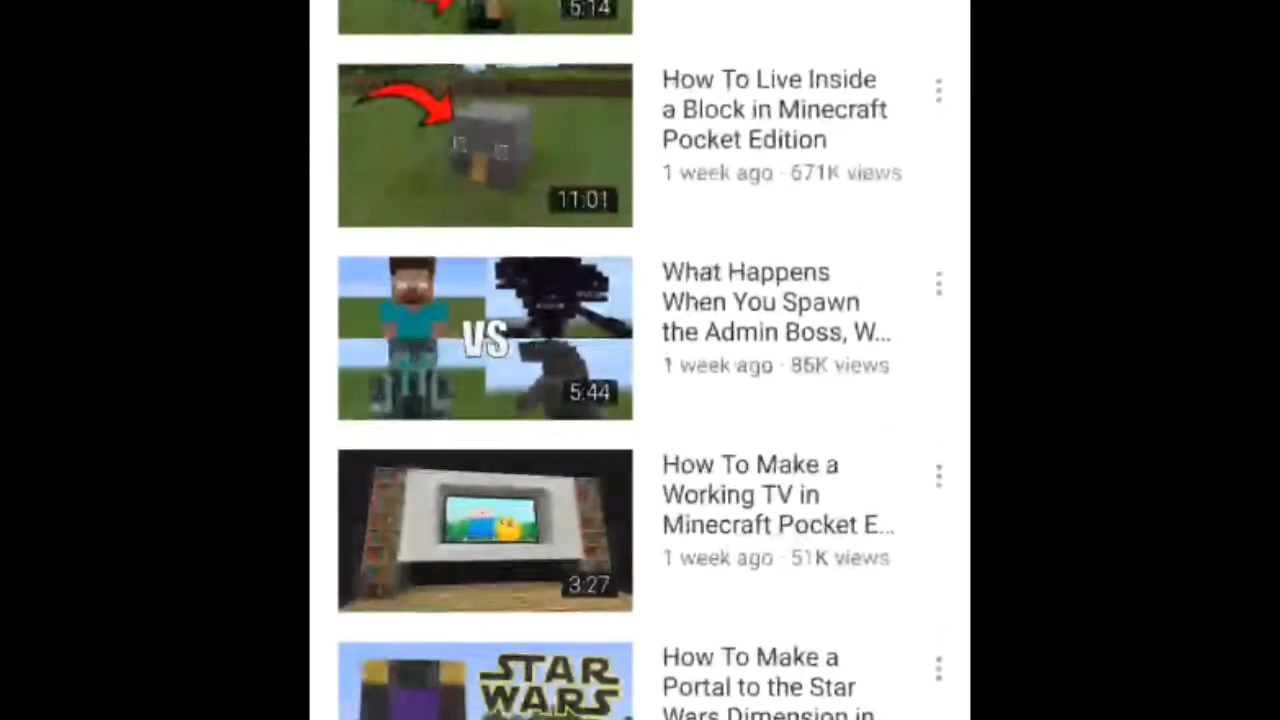 5:14
How To Live Inside
a Block in Minecraft
Pocket Edition
1 week ago · 671K views
11:01
What Happens
When You Spawn
the Admin Boss, W...
1 week ago · 85K views
VS
5:44
How To Make a
Working TV in
Minecraft Pocket E...
1 week ago · 51K views
3:27
How To Make a
Portal to the Star
Wars Dimension in
STAR
WARS